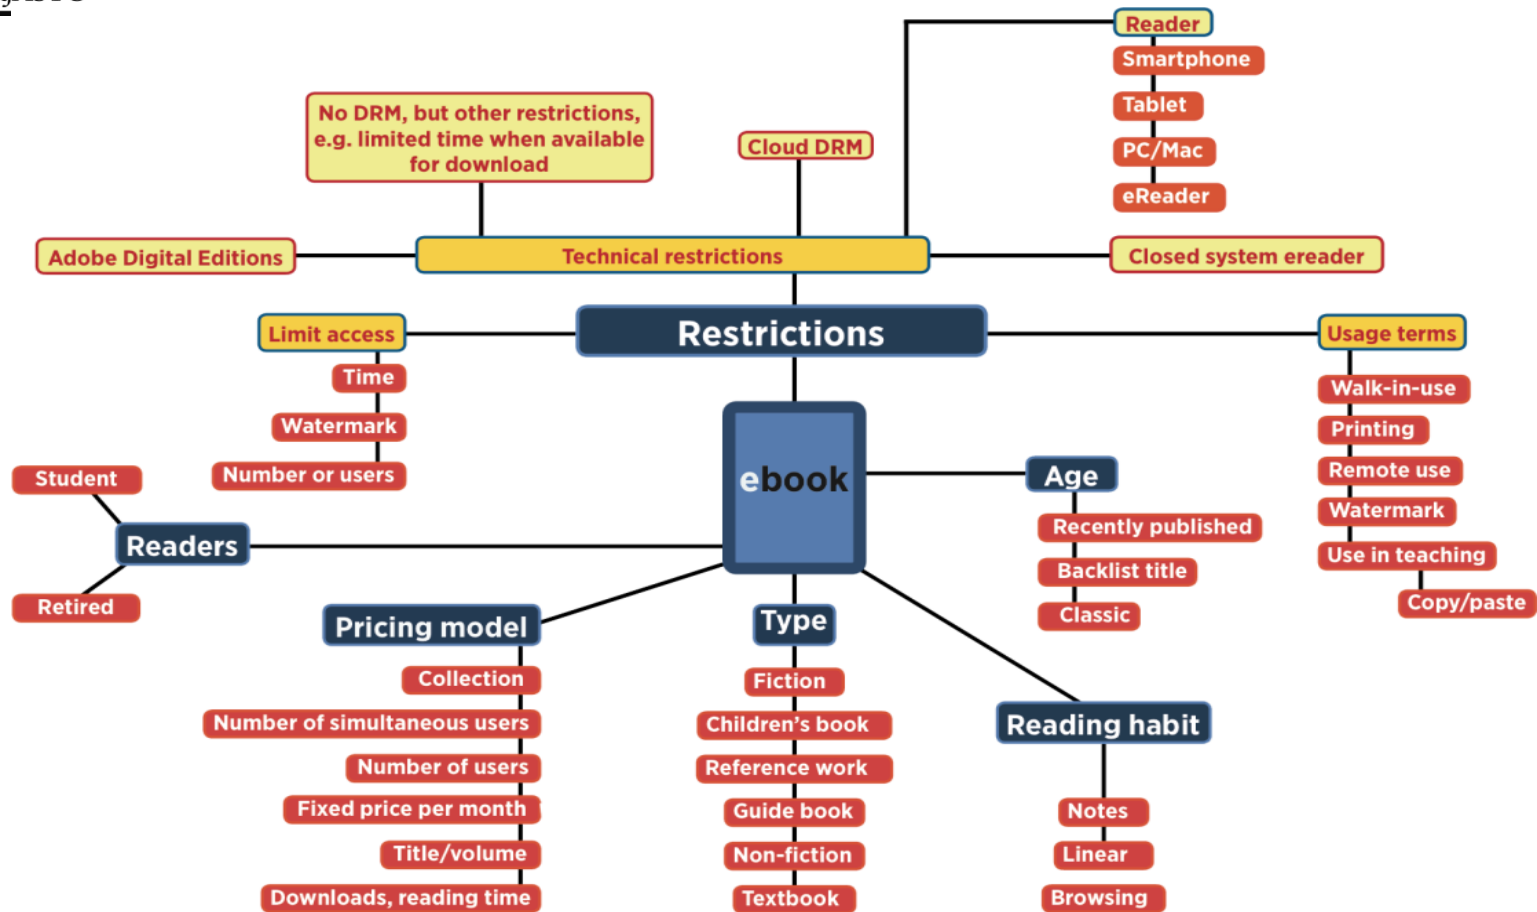 Reader
Smartphone
Tablet
PC/Mac
eReader
No DRM, but other restrictions,
e.g. limited time when available
for download
Cloud DRM
Adobe Digital Editions
Technical restrictions
Closed system ereader
Limit access
Time
Watermark
Number or users
Restrictions
Usage terms
Walk-in-use
Printing
Remote use
Watermark
Use in teaching
Copy/paste
ebook
Age
Recently published
Backlist title
Classic
Student
Readers
Retired
Pricing model
Collection
Number of simultaneous users
Number of users
Fixed price per month
Title/volume
Downloads, reading time
Type
Fiction
Children's book
Reference work
Guide book
Non-fiction
Textbook
Reading habit
Notes
Linear
Browsing